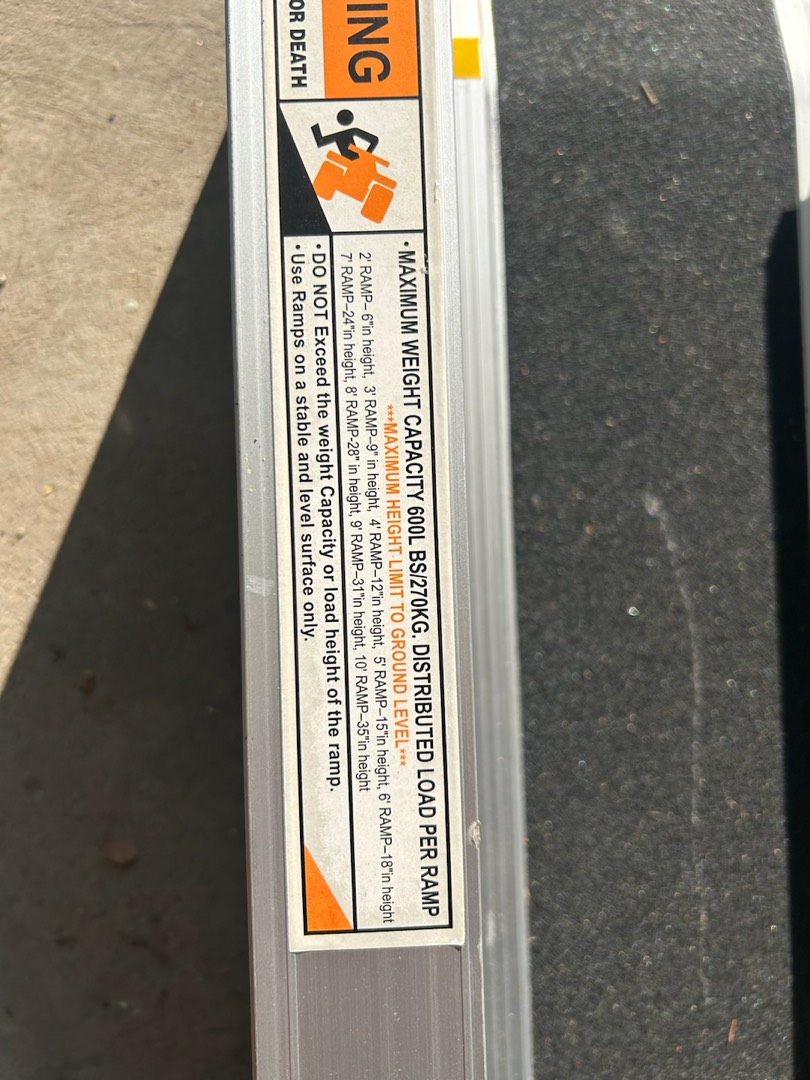 ING
OR DEATH
• MAXIMUM WEIGHT CAPACITY 600L BS/270KG. DISTRIBUTED LOAD PER RAMP
***MAXIMUM HEIGHT LIMIT TO GROUND LEVEL***
2' RAMP– 6"in height, 3' RAMP–9" in height, 4' RAMP–12"in height, 5' RAMP–15"in height, 6' RAMP–18"in height
7' RAMP–24"in height, 8' RAMP-28" in height, 9' RAMP–31"in height, 10' RAMP–35"in height
• DO NOT Exceed the weight Capacity or load height of the ramp.
• Use Ramps on a stable and level surface only.